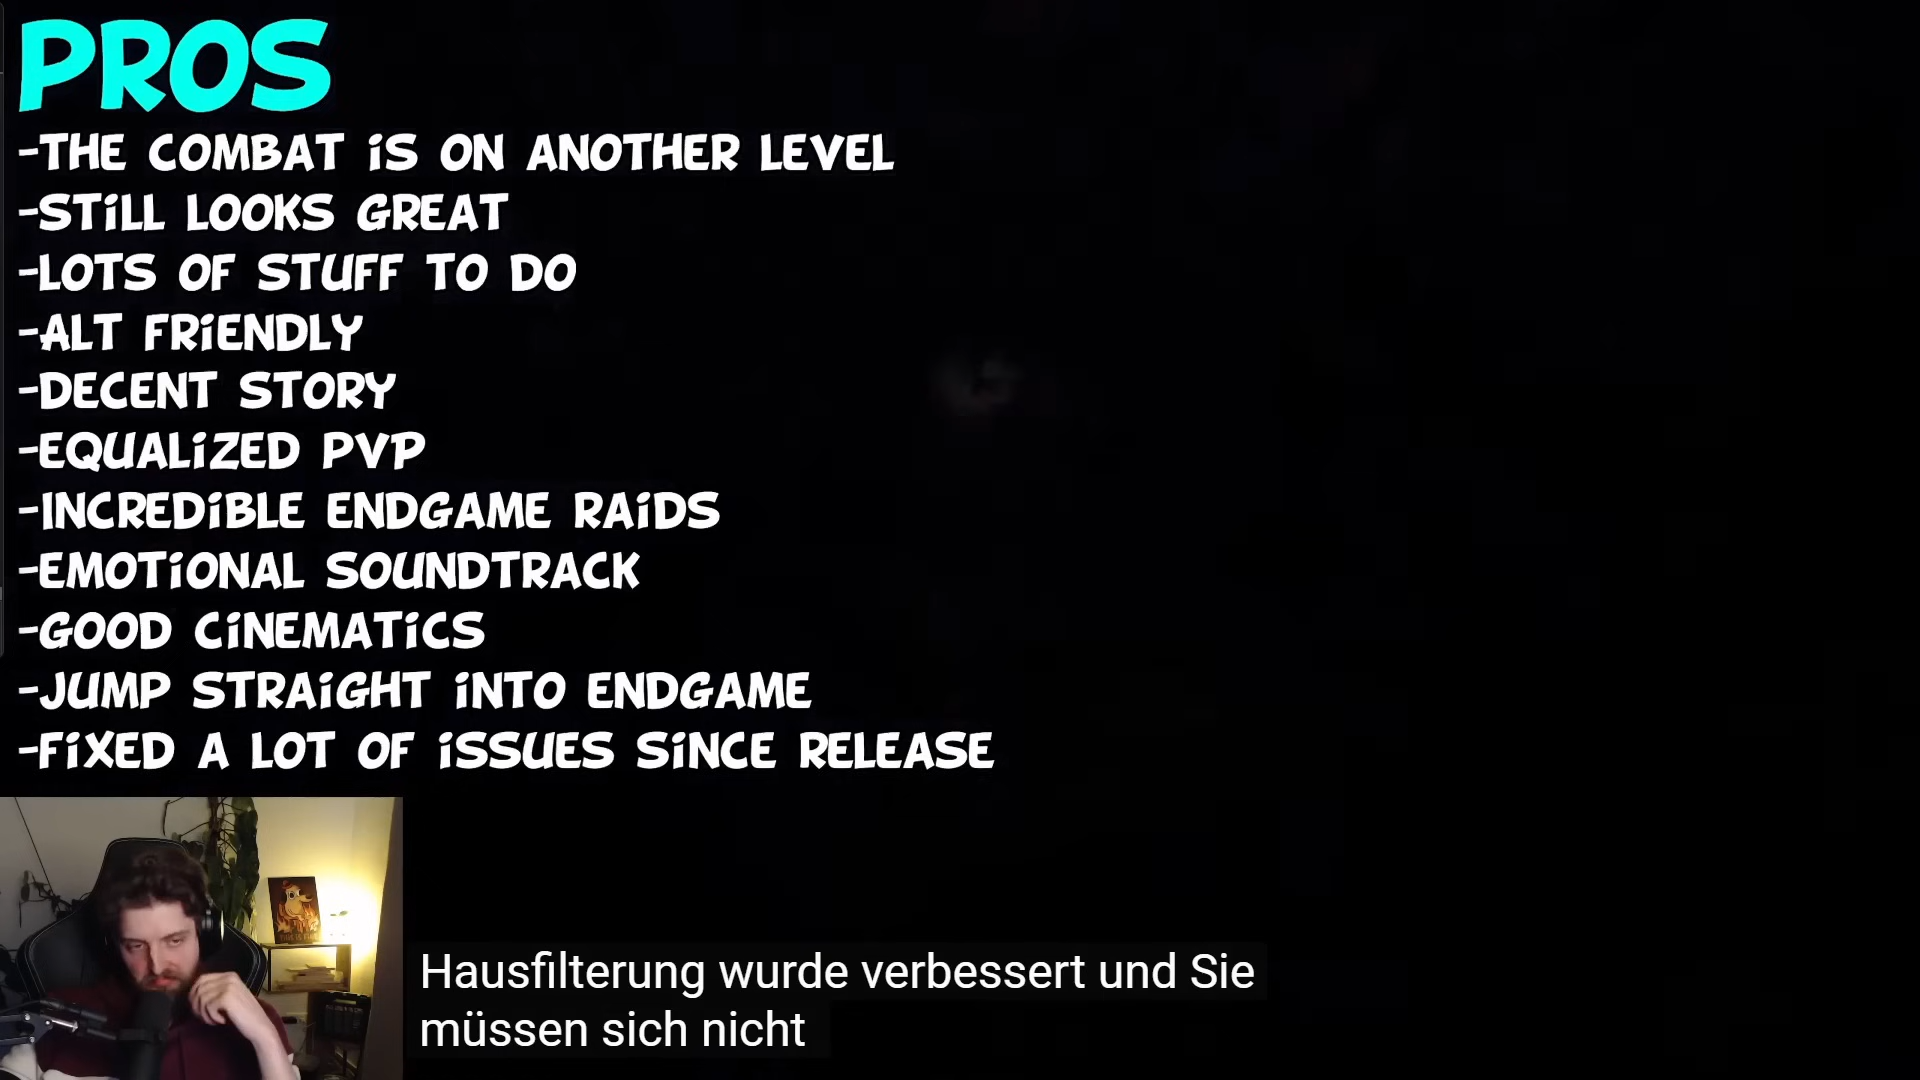 PROS
-THE COMBAT IS ON ANOTHER LEVEL
-STILL LOOKS GREAT
-LOTS OF STUFF TO DO
-ALT FRIENDLY
-DECENT STORY
-EQUALIZED PVP
-INCREDIBLE ENDGAME RAIDS
-EMOTIONAL SOUNDTRACK
-GOOD CINEMATICS
-JUMP STRAIGHT INTO ENDGAME
-FIXED A LOT OF ISSUES SINCE RELEASE
Hausfilterung wurde verbessert und Sie
müssen sich nicht